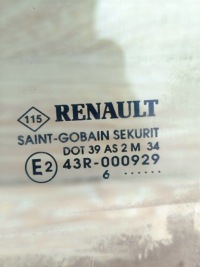 115 RENAULT
SAINT-GOBAIN SEKURIT
DOT 39 AS 2 M 34
E2 43R-000929
6 ......